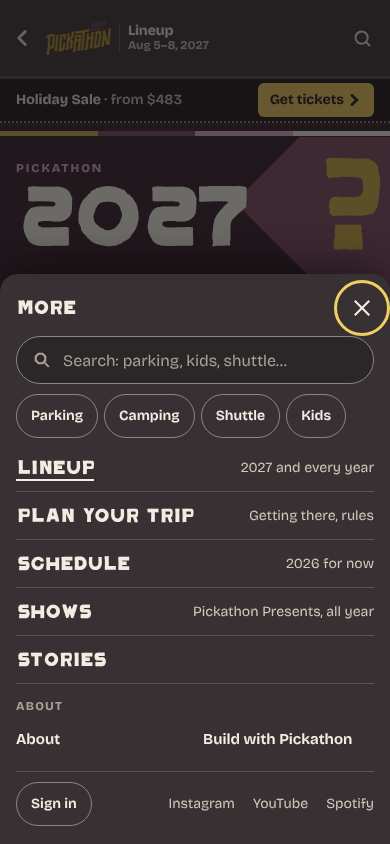 PICKATHON
Lineup
Aug 5–8, 2027
Holiday Sale · from $483
Get tickets
PICKATHON
2027
?
MORE
Search: parking, kids, shuttle...
Parking
Camping
Shuttle
Kids
LINEUP
2027 and every year
PLAN YOUR TRIP
Getting there, rules
SCHEDULE
2026 for now
SHOWS
Pickathon Presents, all year
STORIES
ABOUT
About
Build with Pickathon
Sign in
Instagram
YouTube
Spotify